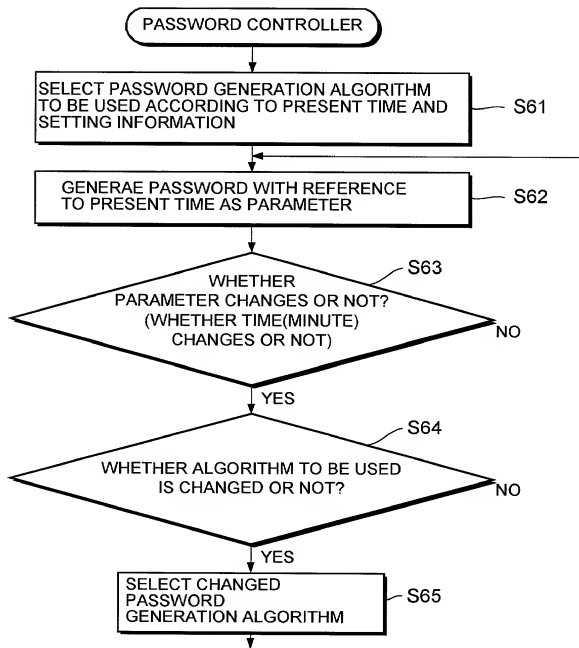 PASSWORD CONTROLLER
SELECT PASSWORD GENERATION ALGORITHM
TO BE USED ACCORDING TO PRESENT TIME AND
SETTING INFORMATION
S61
GENERAE PASSWORD WITH REFERENCE
TO PRESENT TIME AS PARAMETER
S62
S63
WHETHER
PARAMETER CHANGES OR NOT?
(WHETHER TIME(MINUTE)
CHANGES OR NOT)
NO
YES
S64
WHETHER ALGORITHM TO BE USED
IS CHANGED OR NOT?
NO
YES
SELECT CHANGED
PASSWORD
GENERATION ALGORITHM
S65